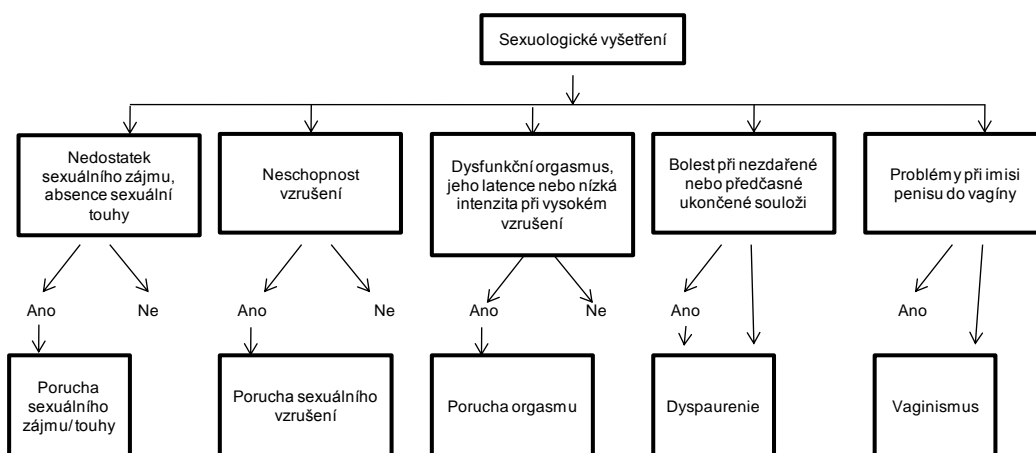 Sexuologické vyšetření
Nedostatek
sexuálního zájmu,
absence sexuální
touhy
Neschopnost
vzrušení
Dysfunkční orgasmus,
jeho latence nebo nízká
intenzita při vysokém
vzrušení
Bolest při nezdařené
nebo předčasné
ukončené souloži
Problémy při imisi
penisu do vagíny
Ano
Ne
Ano
Ne
Ano
Ne
Ano
Ano
Porucha
sexuálního
zájmu/touhy
Porucha sexuálního
vzrušení
Porucha orgasmu
Dyspaurenie
Vaginismus